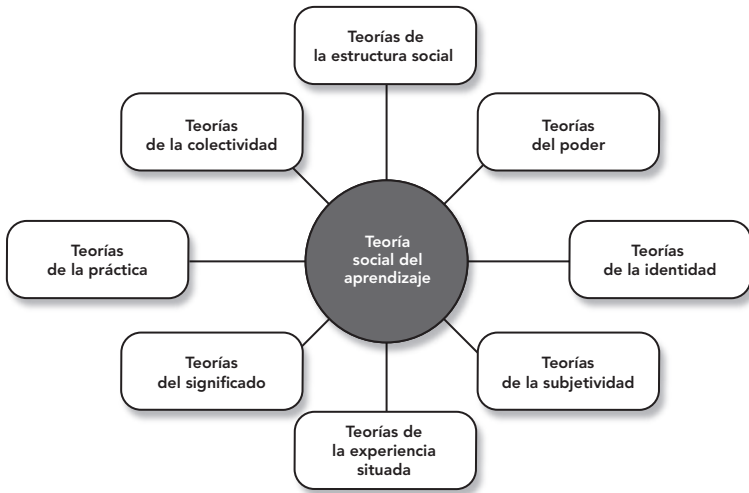 Teorías de
la estructura social
Teorías
de la colectividad
Teorías
del poder
Teoría
social del
aprendizaje
Teorías
de la práctica
Teorías
de la identidad
Teorías
del significado
Teorías
de la subjetividad
Teorías de
la experiencia
situada